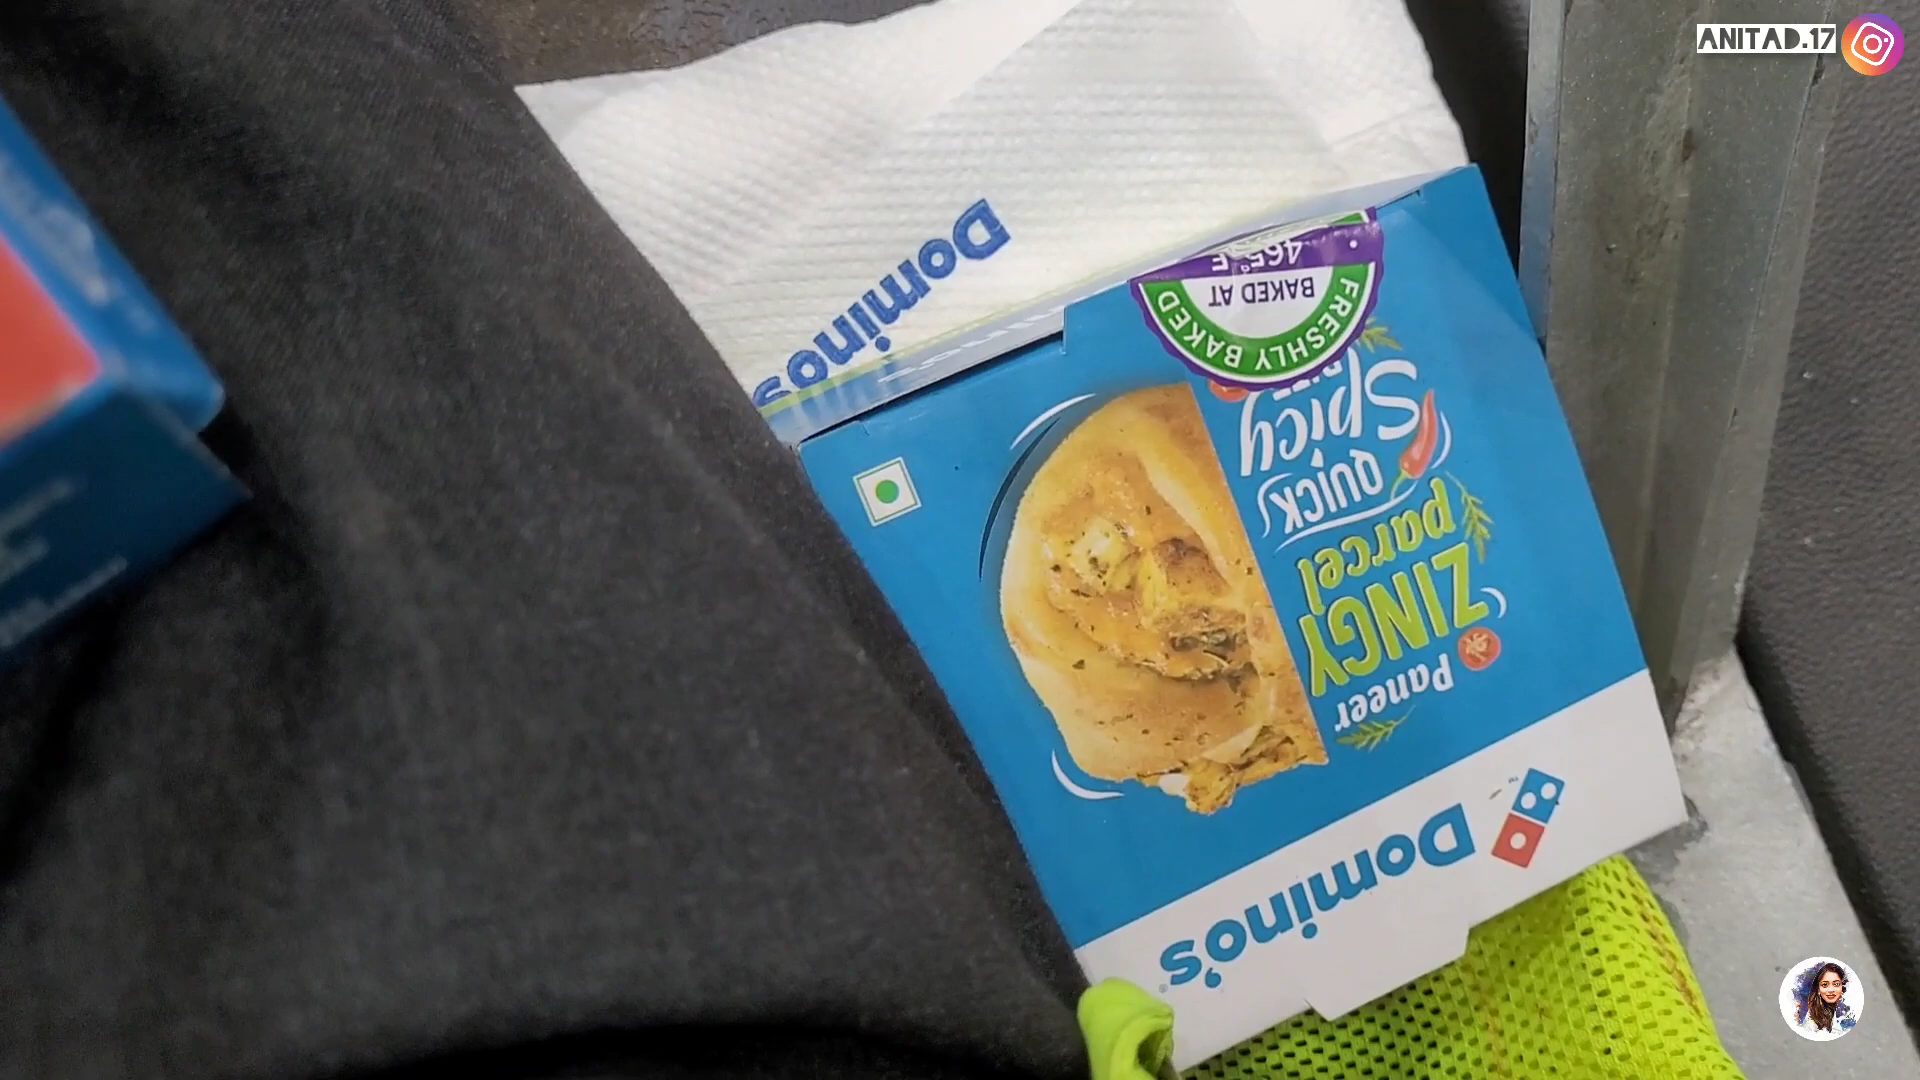 ANITAD.17
Domino's
FRESHLY BAKED
BAKED AT
465°F
Domino's
Paneer
ZINGY
parcel
QUICK
Spicy